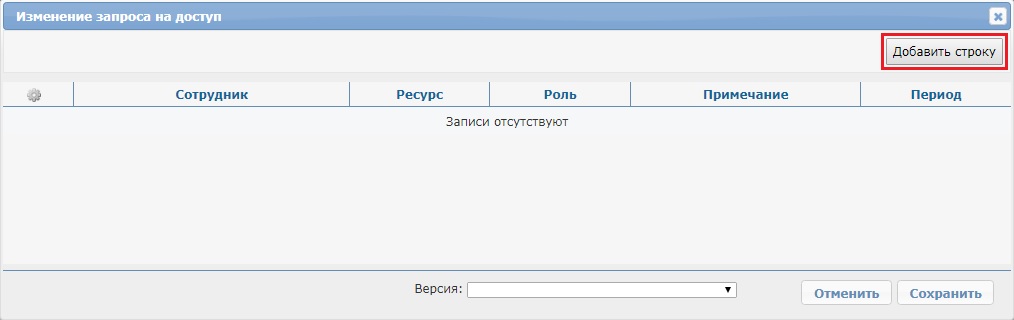 Изменение запроса на доступ
Добавить строку
Сотрудник Ресурс Роль Примечание Период
Записи отсутствуют
Версия: Отменить Сохранить